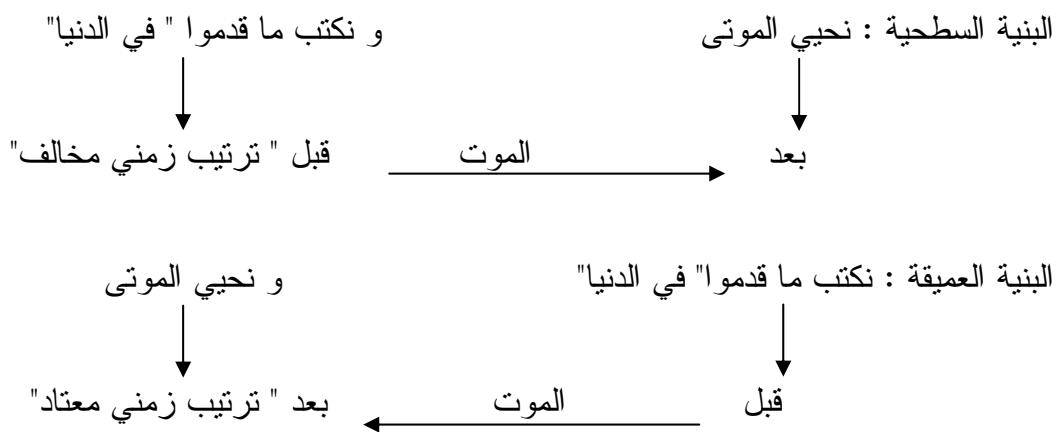 البنية السطحية : نحيي الموتى و نكتب ما قدموا " في الدنيا"
بعد الموت قبل " ترتيب زمني مخالف"
البنية العميقة : نكتب ما قدموا" في الدنيا" و نحيي الموتى
قبل الموت بعد " ترتيب زمني معتاد"